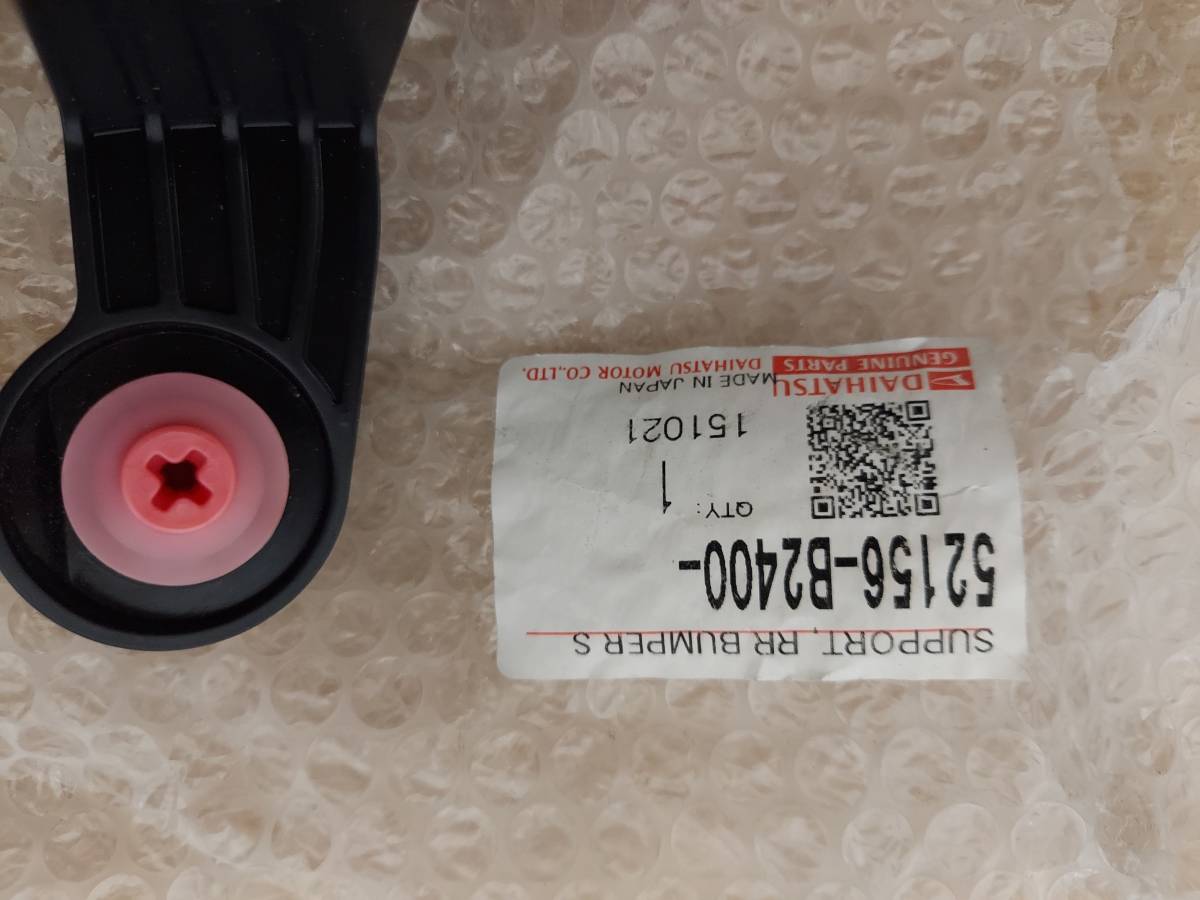 SUPPORT, RR BUMPER S
52156-B2400-
QTY: 1
151021
MADE IN JAPAN
DAIHATSU
GENUINE PARTS
DAIHATSU MOTOR CO.,LTD.